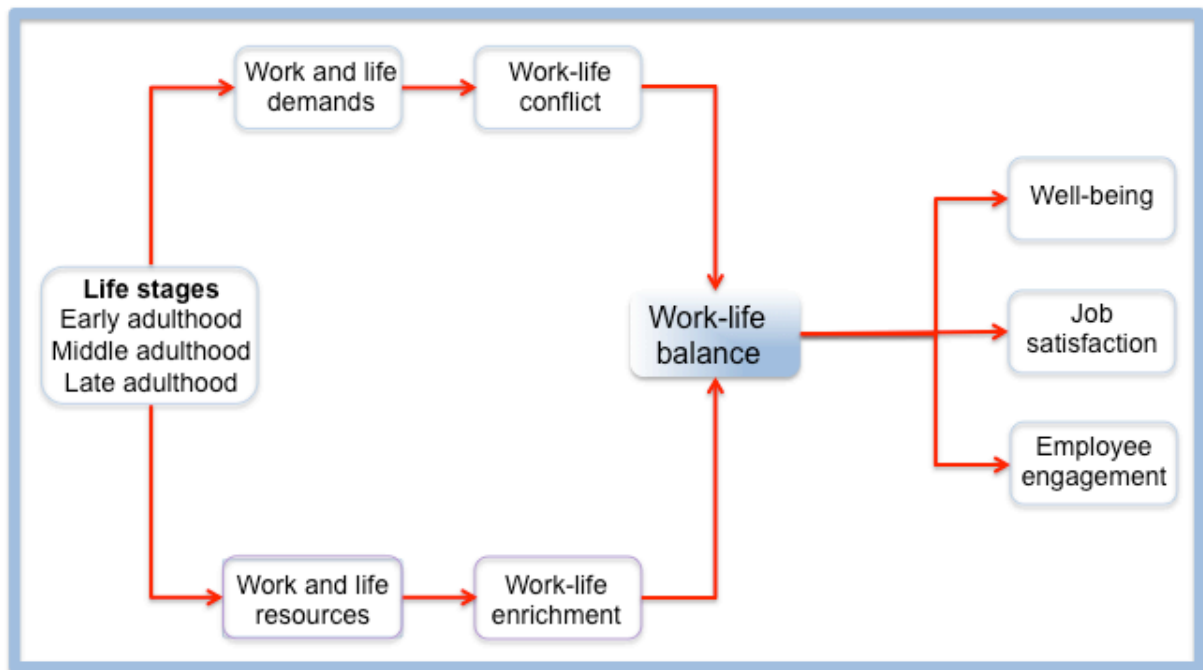 Work and life
demands
Work-life
conflict
Well-being
Life stages
Early adulthood
Middle adulthood
Late adulthood
Work-life
balance
Job
satisfaction
Employee
engagement
Work and life
resources
Work-life
enrichment